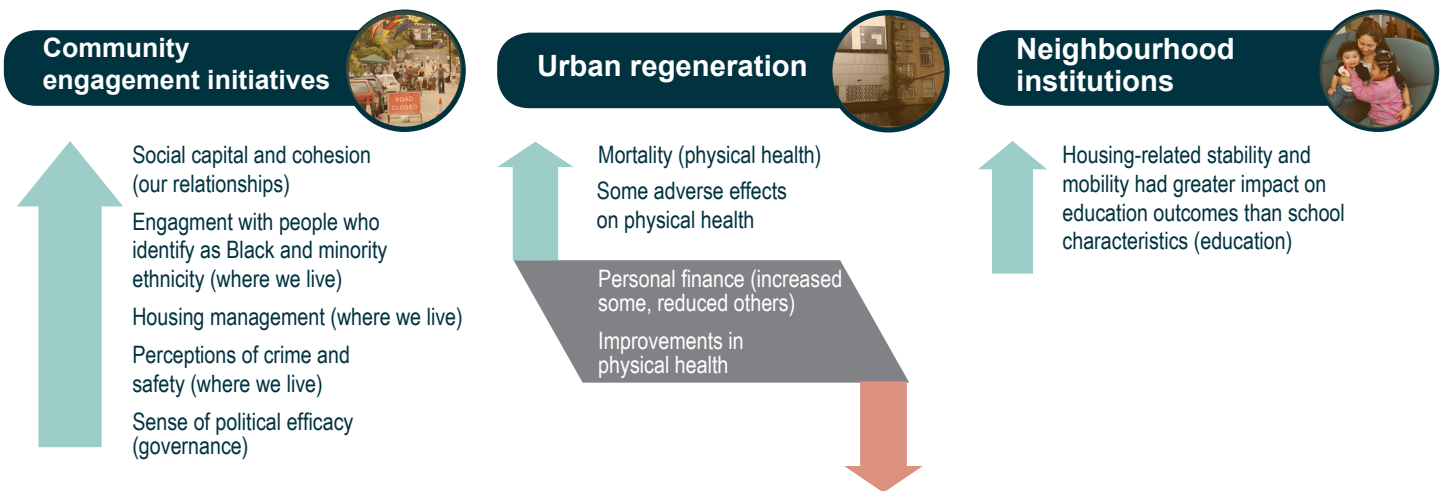 Community
engagement initiatives
ROAD
CLOSED
Social capital and cohesion
(our relationships)
Engagment with people who
identify as Black and minority
ethnicity (where we live)
Housing management (where we live)
Perceptions of crime and
safety (where we live)
Sense of political efficacy
(governance)
Urban regeneration
Mortality (physical health)
Some adverse effects
on physical health
Personal finance (increased
some, reduced others)
Improvements in
physical health
Neighbourhood
institutions
Housing-related stability and
mobility had greater impact on
education outcomes than school
characteristics (education)